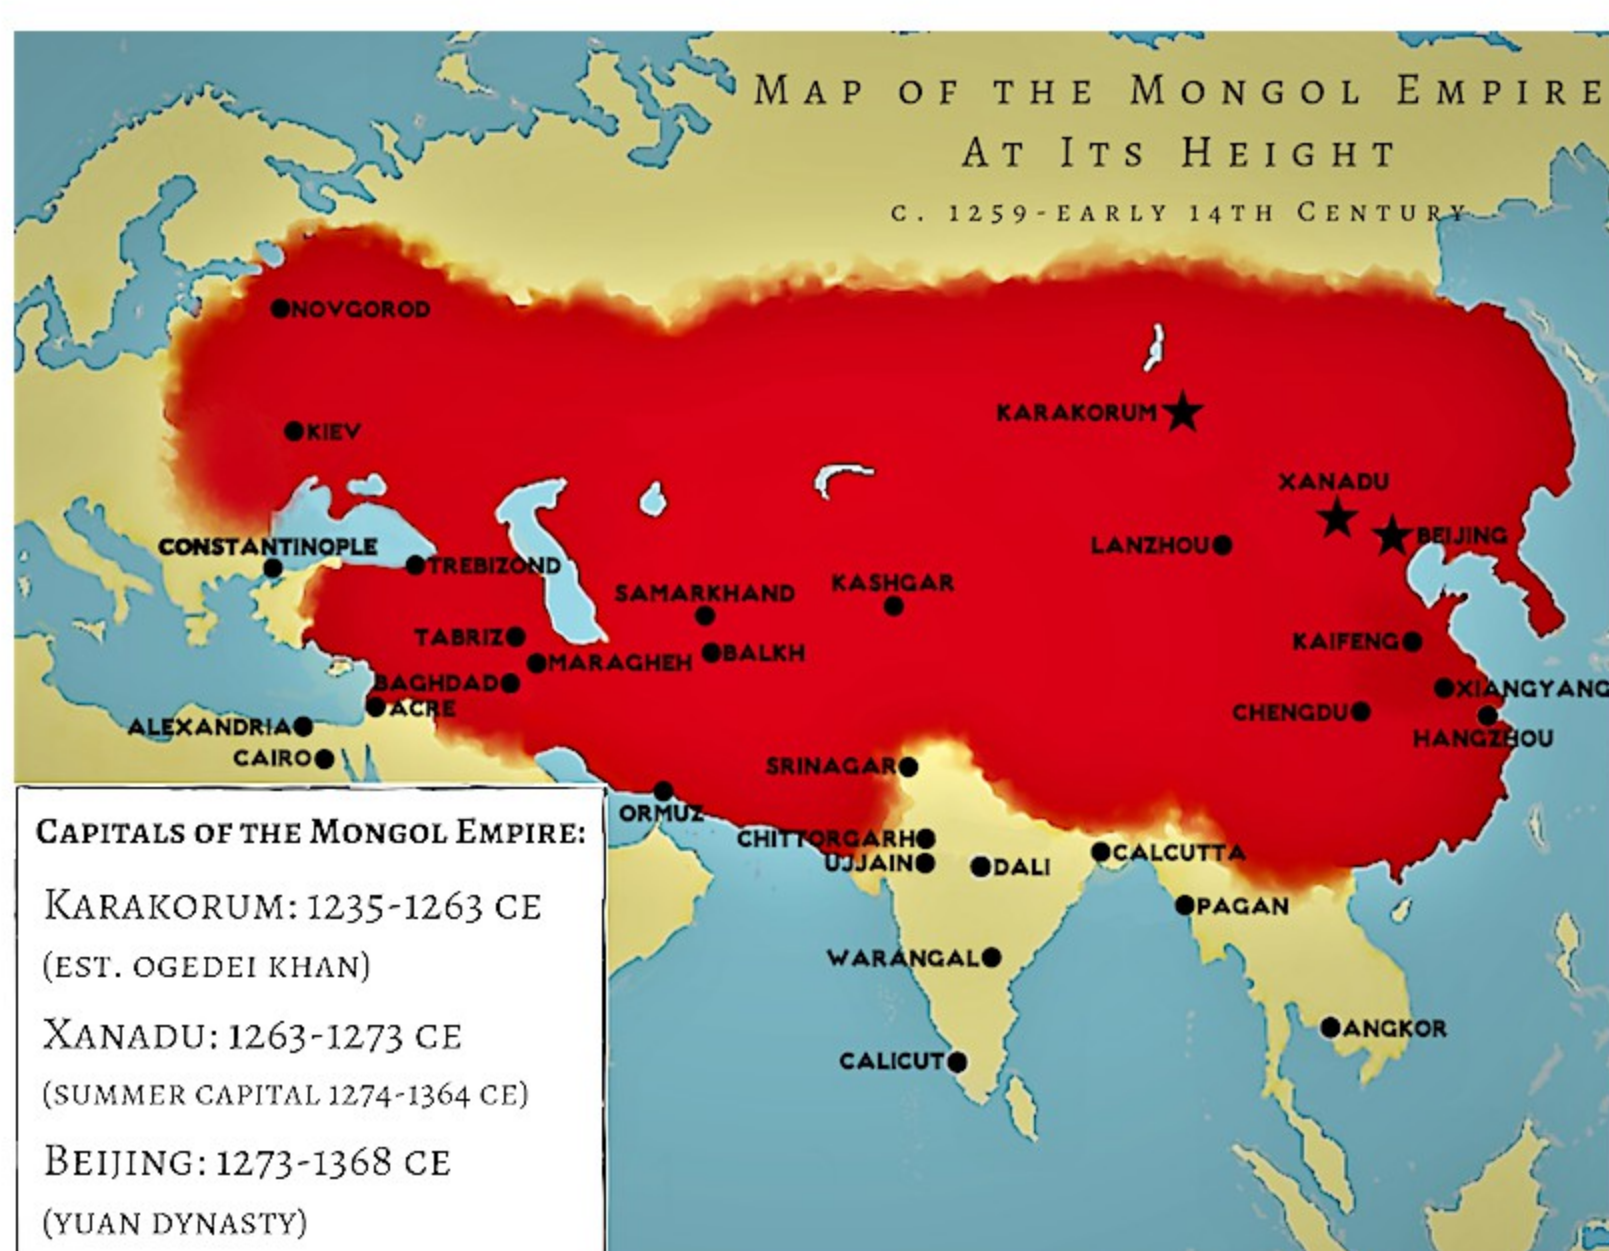 MAP OF THE MONGOL EMPIRE
AT ITS HEIGHT
C. 1259-EARLY 14TH CENTURY
NOVGOROD
KIEV
KARAKORUM
XANADU
BEIJING
LANZHOU
CONSTANTINOPLE
TREBIZOND
SAMARKHAND
KASHGAR
TABRIZ
MARAGHEH
BALKH
KAIFENG
BAGHDAD
ACRE
XIANGYANG
CHENGDU
HANGZHOU
ALEXANDRIA
CAIRO
SRINAGAR
ORMUZ
CHITTORGARH
UJJAIN
DALI
CALCUTTA
PAGAN
WARANGAL
ANGKOR
CALICUT
CAPITALS OF THE MONGOL EMPIRE:
KARAKORUM: 1235-1263 CE
(EST. OGEDEI KHAN)
XANADU: 1263-1273 CE
(SUMMER CAPITAL 1274-1364 CE)
BEIJING: 1273-1368 CE
(YUAN DYNASTY)